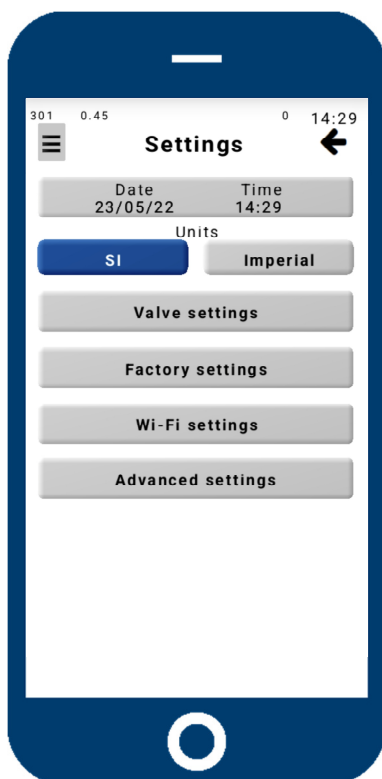 301 0.45 0 14:29
Settings
Date Time
23/05/22 14:29
Units
SI Imperial
Valve settings
Factory settings
Wi-Fi settings
Advanced settings